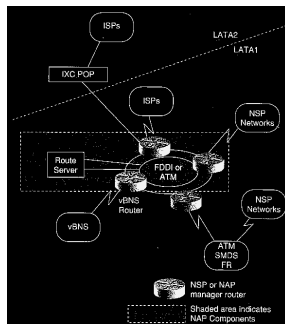 ISPs
LATA2
LATA1
IXC POP
ISPs
NSP
Networks
Route
Server
FDDI or
ATM
NSP
Networks
vBNS
Router
vBNS
ATM
SMDS
FR
NSP or NAP
manager router
Shaded area indicates
NAP Components